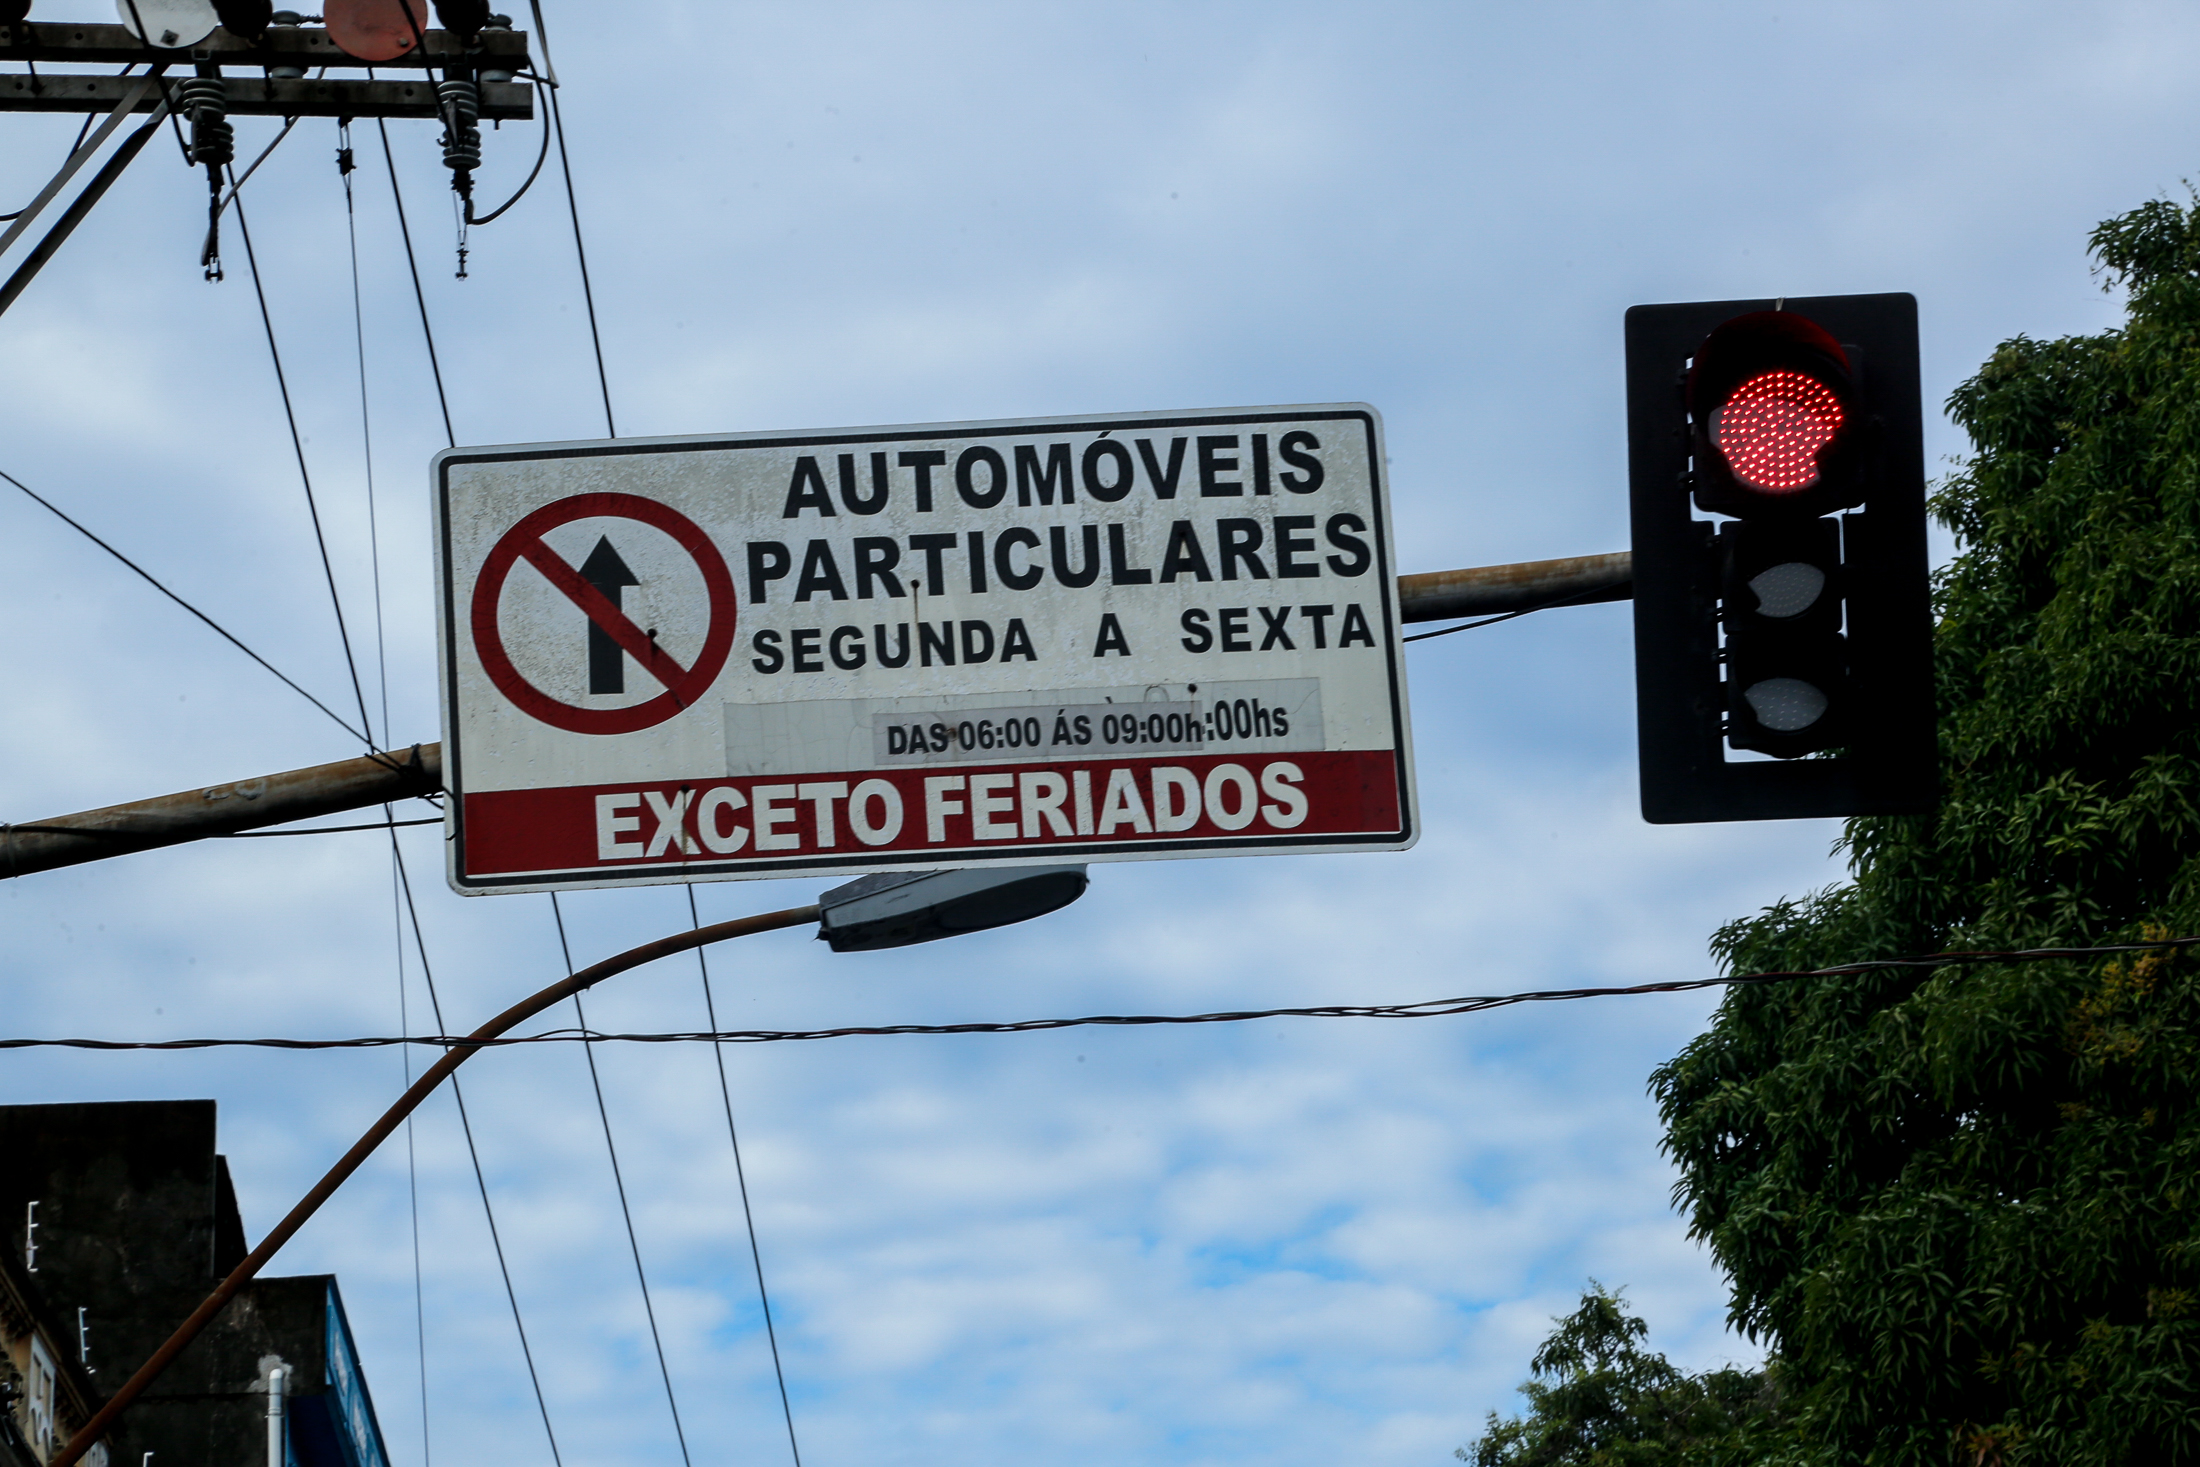 AUTOMÓVEIS
PARTICULARES
SEGUNDA A SEXTA
DAS 06:00 ÁS 09:00h:00hs
EXCETO FERIADOS